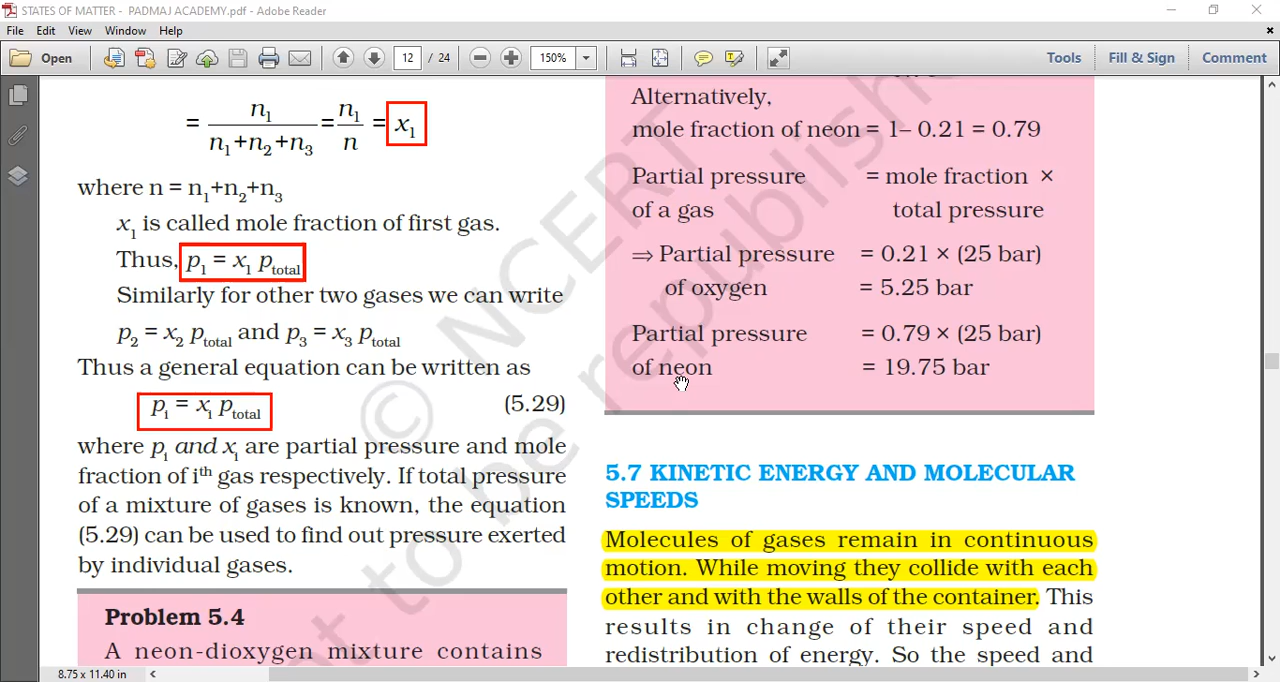 STATES OF MATTER - PADMAJ ACADEMY.pdf - Adobe Reader
File Edit View Window Help
Open
12 / 24
150%
Tools
Fill & Sign
Comment
= n₁/(n₁+n₂+n₃) = n₁/n = x₁
where n = n₁+n₂+n₃
x₁ is called mole fraction of first gas.
Thus, p₁ = x₁ p_total
Similarly for other two gases we can write
p₂ = x₂ p_total and p₃ = x₃ p_total
Thus a general equation can be written as
pᵢ = xᵢ p_total (5.29)
where pᵢ and xᵢ are partial pressure and mole
fraction of iᵗʰ gas respectively. If total pressure
of a mixture of gases is known, the equation
(5.29) can be used to find out pressure exerted
by individual gases.
Problem 5.4
A neon-dioxygen mixture contains
Alternatively,
mole fraction of neon = 1– 0.21 = 0.79
Partial pressure = mole fraction ×
of a gas total pressure
⇒ Partial pressure = 0.21 × (25 bar)
of oxygen = 5.25 bar
Partial pressure = 0.79 × (25 bar)
of neon = 19.75 bar
5.7 KINETIC ENERGY AND MOLECULAR
SPEEDS
Molecules of gases remain in continuous
motion. While moving they collide with each
other and with the walls of the container. This
results in change of their speed and
redistribution of energy. So the speed and
© NCERT
not to be republished
8.75 x 11.40 in